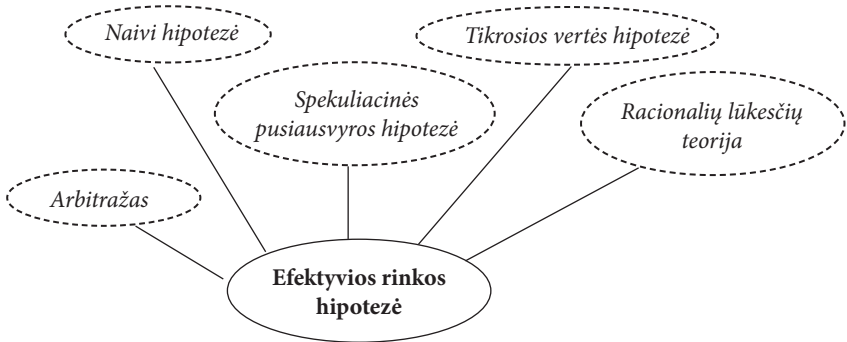 Naivi hipotezė
Tikrosios vertės hipotezė
Spekuliacinės
pusiausvyros hipotezė
Racionalių lūkesčių
teorija
Arbitražas
Efektyvios rinkos
hipotezė